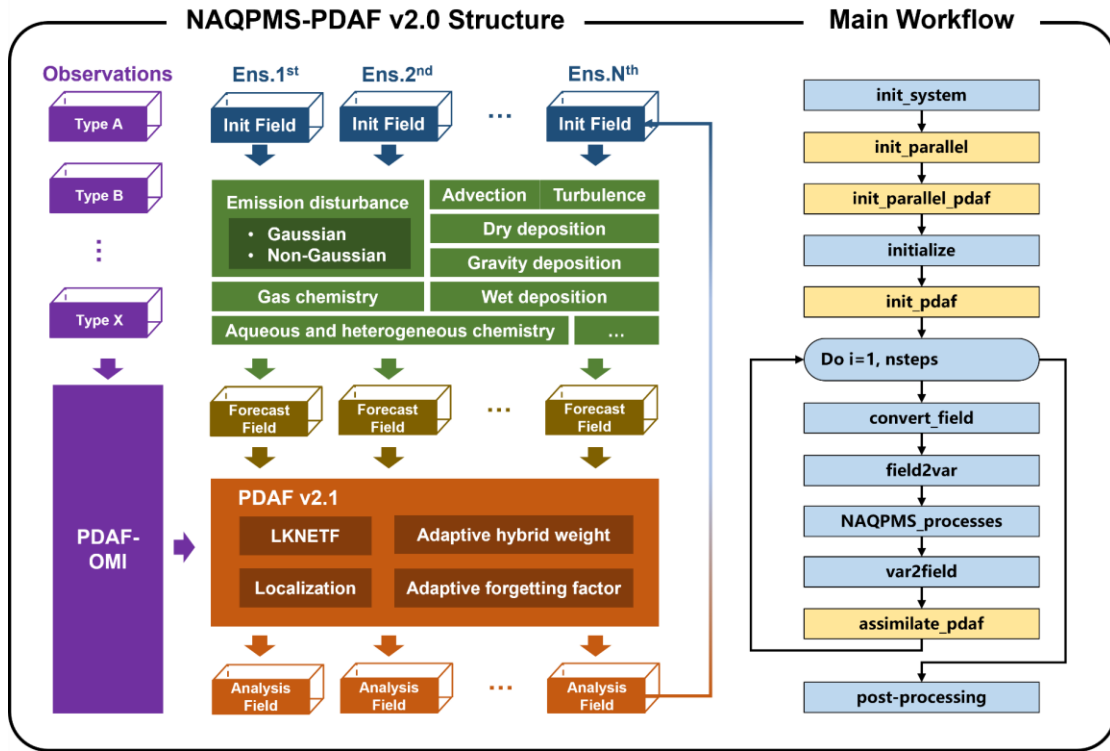 NAQPMS-PDAF v2.0 Structure
Main Workflow
Observations
Type A
Type B
⋮
Type X
PDAF-
OMI
Ens.1st
Ens.2nd
Ens.Nth
Init Field
Init Field
...
Init Field
Emission disturbance
• Gaussian
• Non-Gaussian
Advection
Turbulence
Dry deposition
Gravity deposition
Gas chemistry
Wet deposition
Aqueous and heterogeneous chemistry
...
Forecast
Field
Forecast
Field
...
Forecast
Field
PDAF v2.1
LKNETF
Adaptive hybrid weight
Localization
Adaptive forgetting factor
Analysis
Field
Analysis
Field
...
Analysis
Field
init_system
init_parallel
init_parallel_pdaf
initialize
init_pdaf
Do i=1, nsteps
convert_field
field2var
NAQPMS_processes
var2field
assimilate_pdaf
post-processing